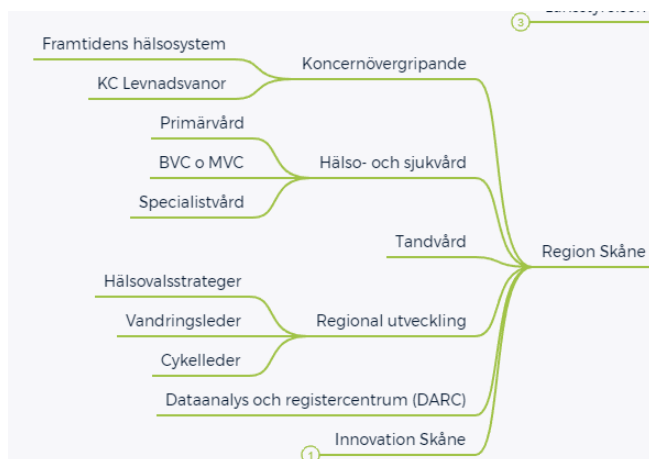 Länsstyrelsen
3
Framtidens hälsosystem
Koncernövergripande
KC Levnadsvanor
Primärvård
BVC o MVC
Hälso- och sjukvård
Specialistvård
Tandvård
Region Skåne
Hälsovalsstrateger
Vandringsleder
Regional utveckling
Cykelleder
Dataanalys och registercentrum (DARC)
Innovation Skåne
1